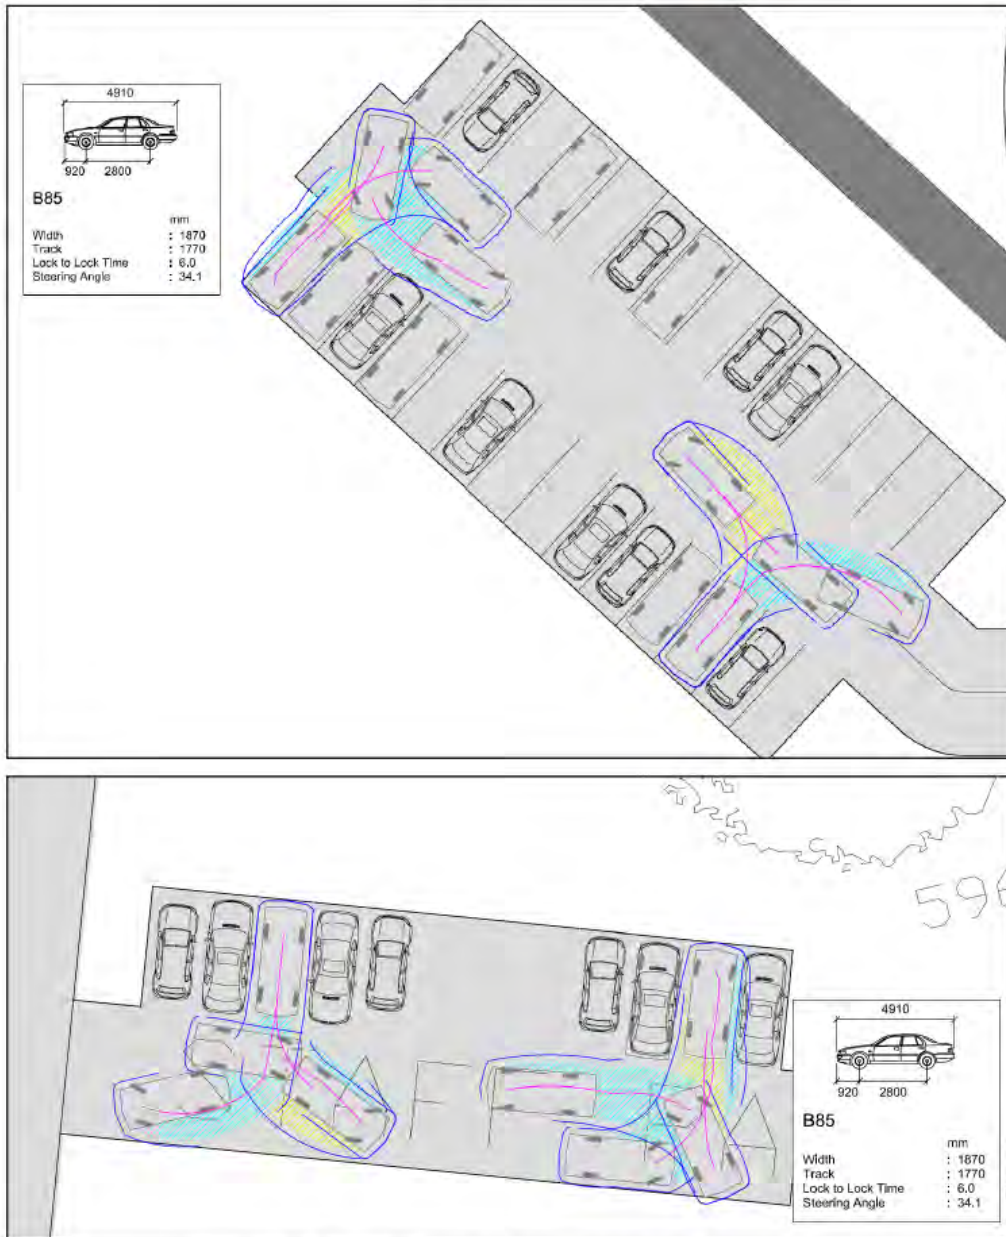 4910
920 2800
B85
mm
Width : 1870
Track : 1770
Lock to Lock Time : 6.0
Steering Angle : 34.1
596
4910
920 2800
B85
mm
Width : 1870
Track : 1770
Lock to Lock Time : 6.0
Steering Angle : 34.1